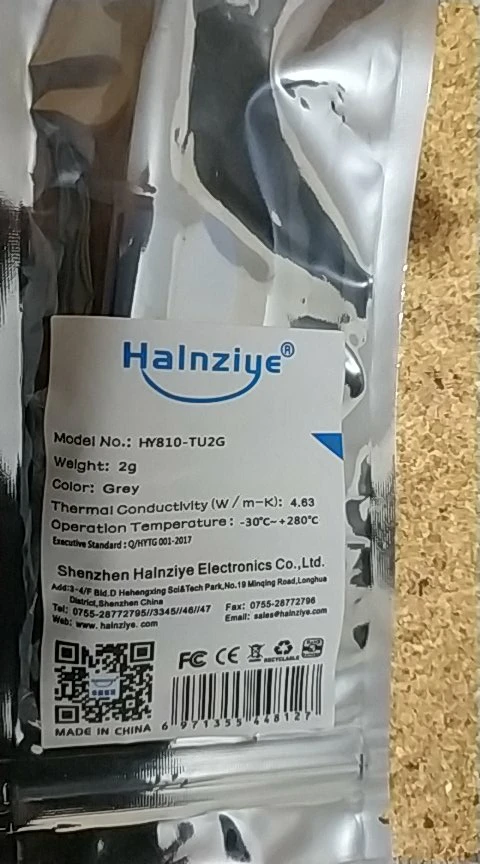 Halnziye®
Model No.: HY810-TU2G
Weight: 2g
Color: Grey
Thermal Conductivity (W / m-K): 4.63
Operation Temperature: -30℃~+280℃
Executive Standard : Q/HYTG 001-2017
Shenzhen Halnziye Electronics Co.,Ltd.
Add:3-4/F Bld.D Hehengxing Sci&Tech Park,No.19 Minqing Road,Longhua
District,Shenzhen China
Tel: 0755-28772795//3345//46//47 Fax: 0755-28772796
Web: www. halnziye. com Email: sales@halnziye.com
FC CE RECYCLABLE
MADE IN CHINA 6 971355 448127